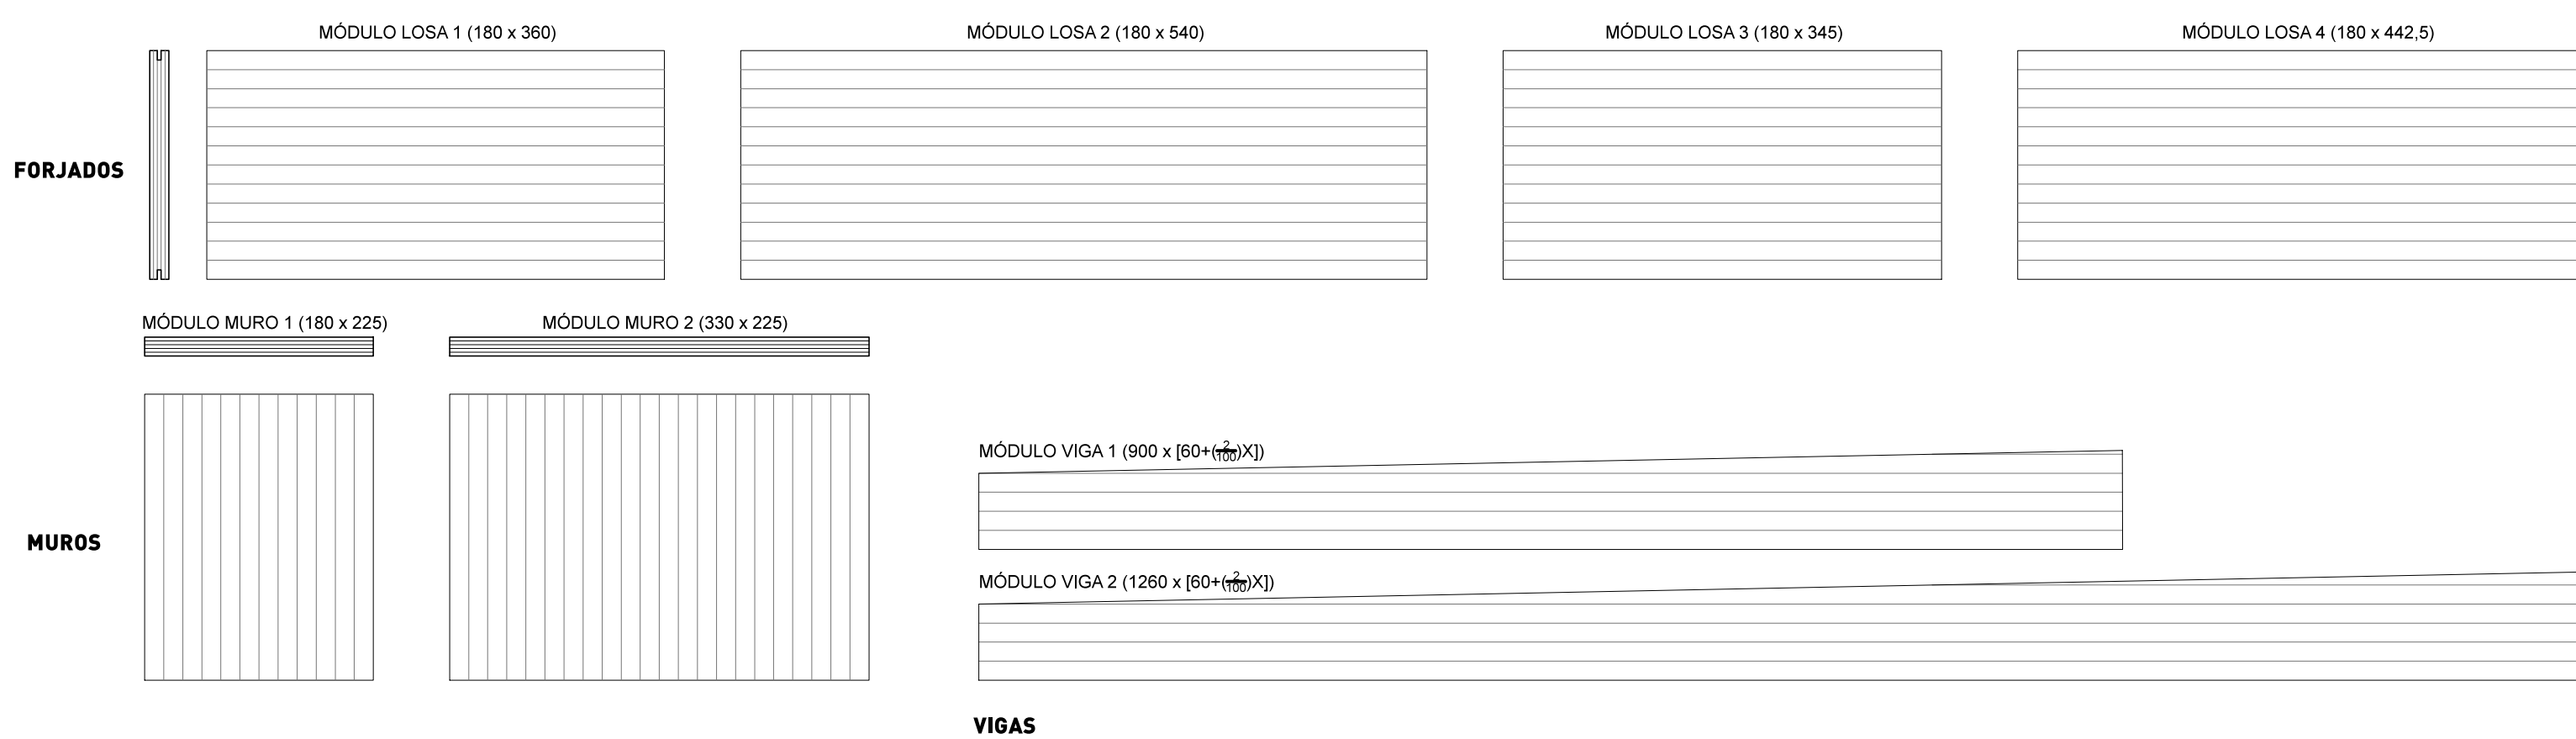 MÓDULO LOSA 1 (180 x 360)
MÓDULO LOSA 2 (180 x 540)
MÓDULO LOSA 3 (180 x 345)
MÓDULO LOSA 4 (180 x 442,5)
FORJADOS
MÓDULO MURO 1 (180 x 225)
MÓDULO MURO 2 (330 x 225)
MUROS
MÓDULO VIGA 1 (900 x [60+(2/100)X])
MÓDULO VIGA 2 (1260 x [60+(2/100)X])
VIGAS